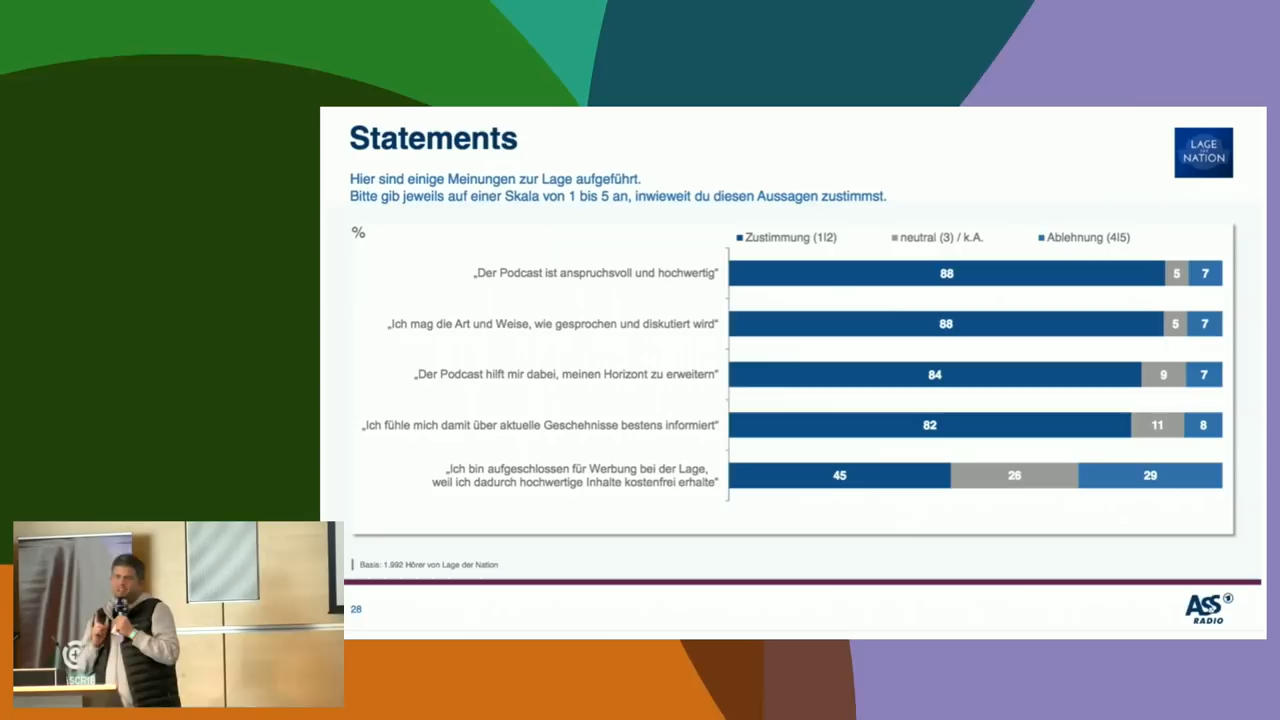 Statements
Hier sind einige Meinungen zur Lage aufgeführt.
Bitte gib jeweils auf einer Skala von 1 bis 5 an, inwieweit du diesen Aussagen zustimmst.
LAGE
NATION
%
Zustimmung (1|2) neutral (3) / k.A. Ablehnung (4|5)
„Der Podcast ist anspruchsvoll und hochwertig“ 88 5 7
„Ich mag die Art und Weise, wie gesprochen und diskutiert wird“ 88 5 7
„Der Podcast hilft mir dabei, meinen Horizont zu erweitern“ 84 9 7
„Ich fühle mich damit über aktuelle Geschehnisse bestens informiert“ 82 11 8
„Ich bin aufgeschlossen für Werbung bei der Lage,
weil ich dadurch hochwertige Inhalte kostenfrei erhalte“ 45 26 29
Basis: 1.992 Hörer von Lage der Nation
28
A&S
RADIO